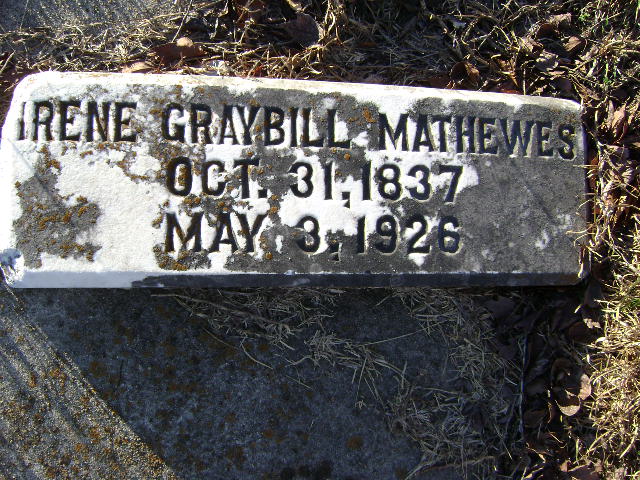 IRENE GRAYBILL MATHEWES
OCT. 31, 1837
MAY 3, 1926